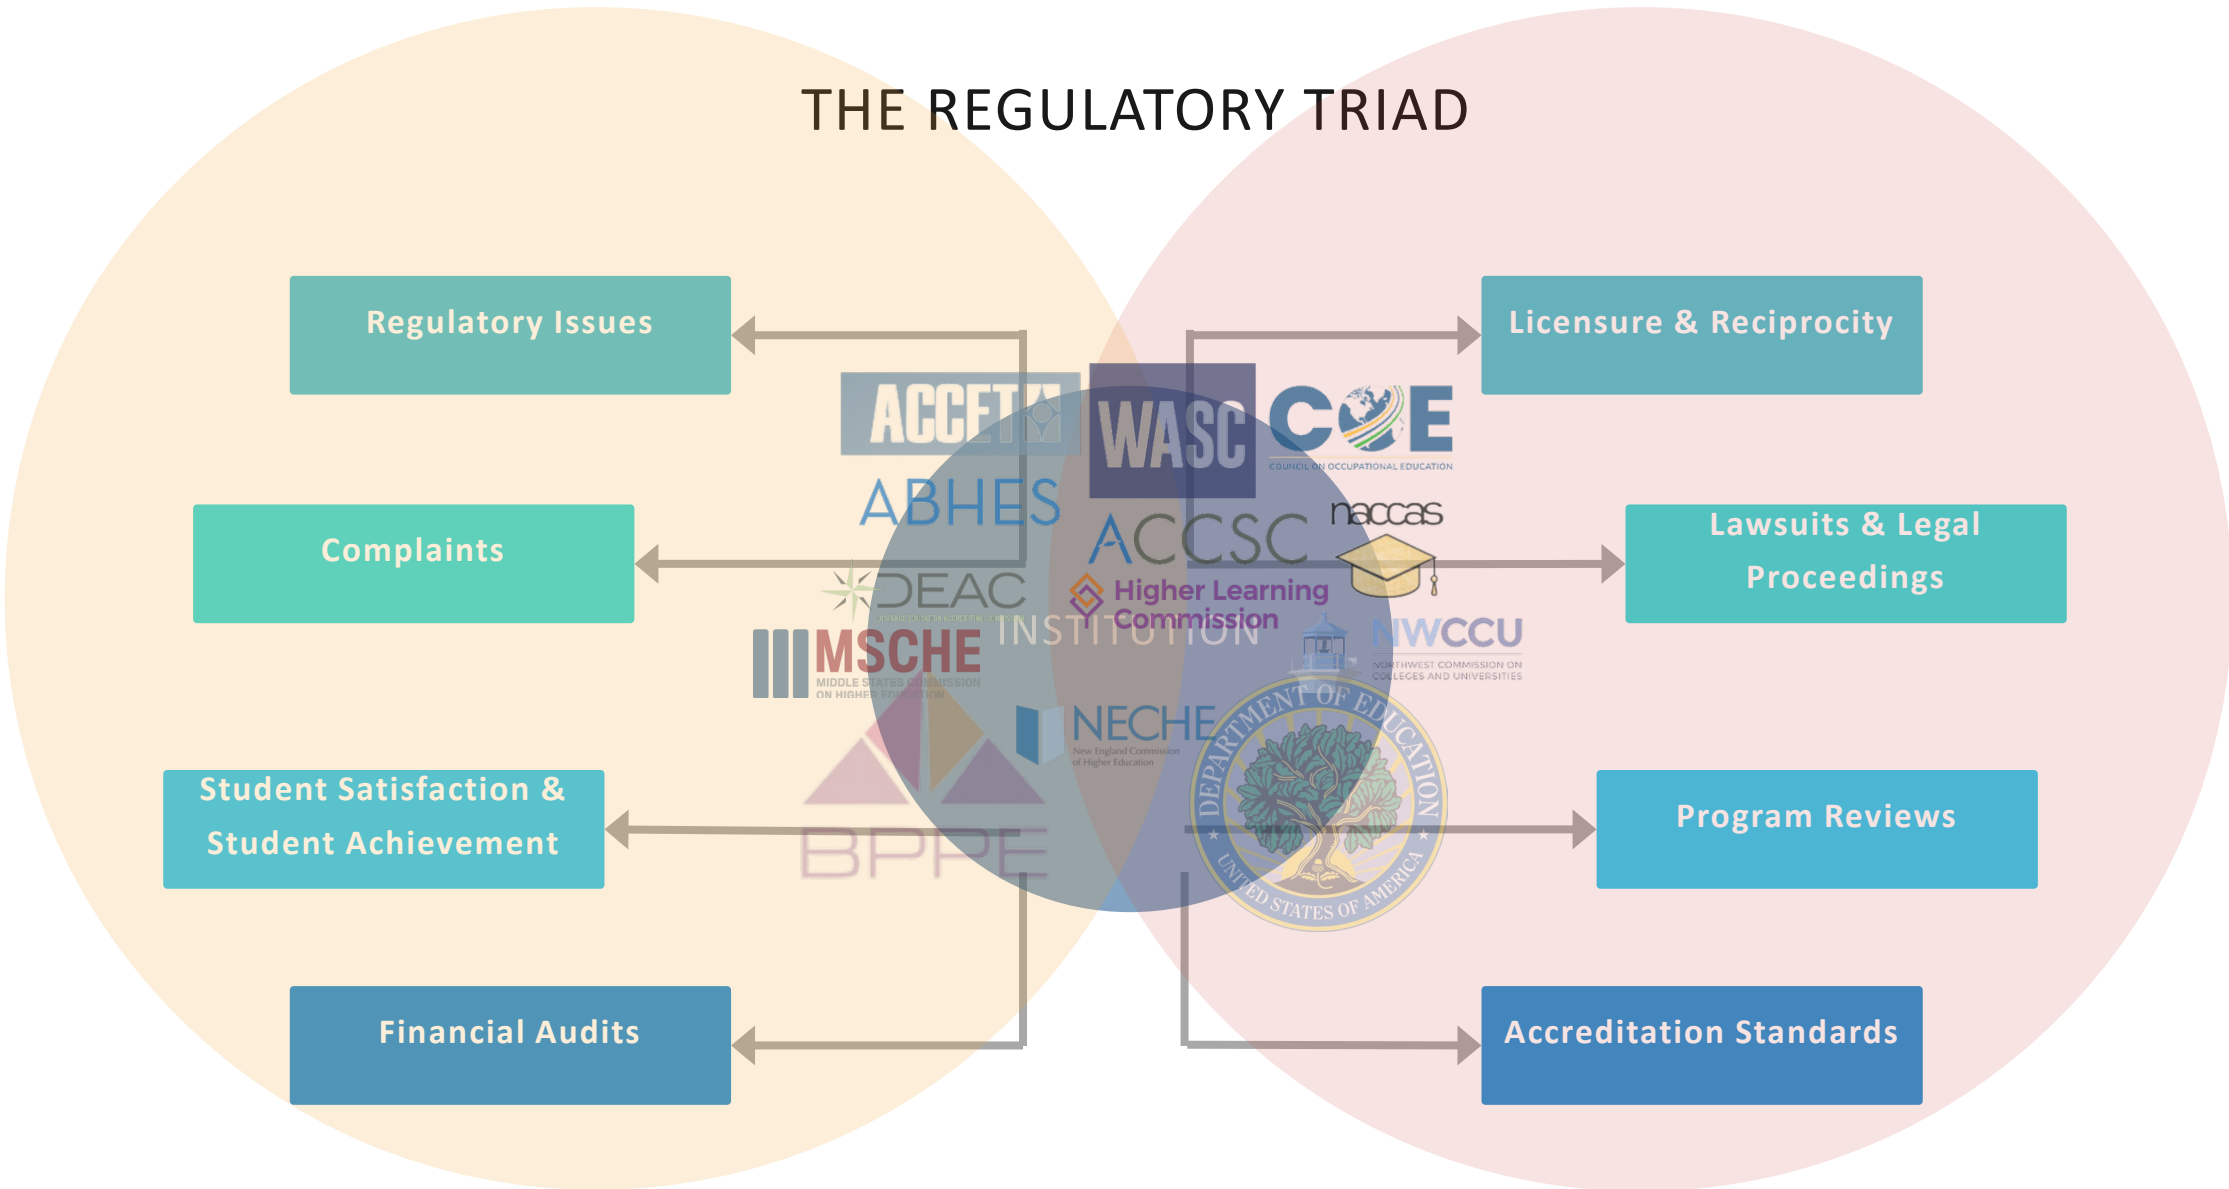 THE REGULATORY TRIAD
Regulatory Issues
Licensure & Reciprocity
ACCET
WASC
COE
COUNCIL ON OCCUPATIONAL EDUCATION
ABHES
ACCSC
naccas
Complaints
Lawsuits & Legal
Proceedings
DEAC
Higher Learning
Commission
INSTITUTION
MSCHE
MIDDLE STATES COMMISSION
ON HIGHER EDUCATION
NWCCU
NORTHWEST COMMISSION ON
COLLEGES AND UNIVERSITIES
NECHE
New England Commission
of Higher Education
DEPARTMENT OF EDUCATION
UNITED STATES OF AMERICA
BPPE
Student Satisfaction &
Student Achievement
Program Reviews
Financial Audits
Accreditation Standards